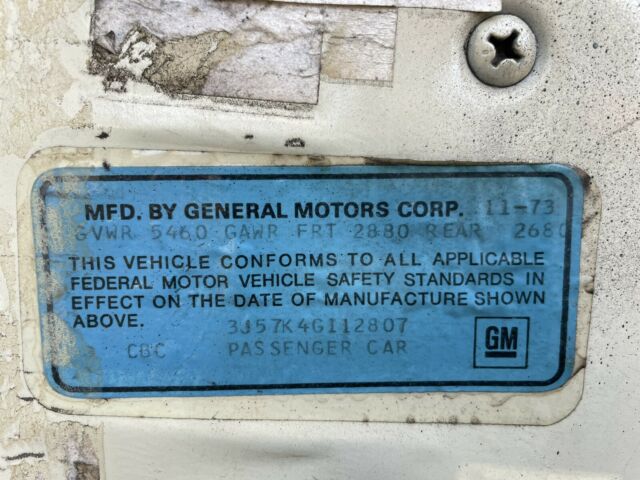 MFD. BY GENERAL MOTORS CORP. 11-73
GVWR 5460 GAWR FRT 2880 REAR 2680
THIS VEHICLE CONFORMS TO ALL APPLICABLE
FEDERAL MOTOR VEHICLE SAFETY STANDARDS IN
EFFECT ON THE DATE OF MANUFACTURE SHOWN
ABOVE.
3J57K4G112807
CBC PASSENGER CAR
GM